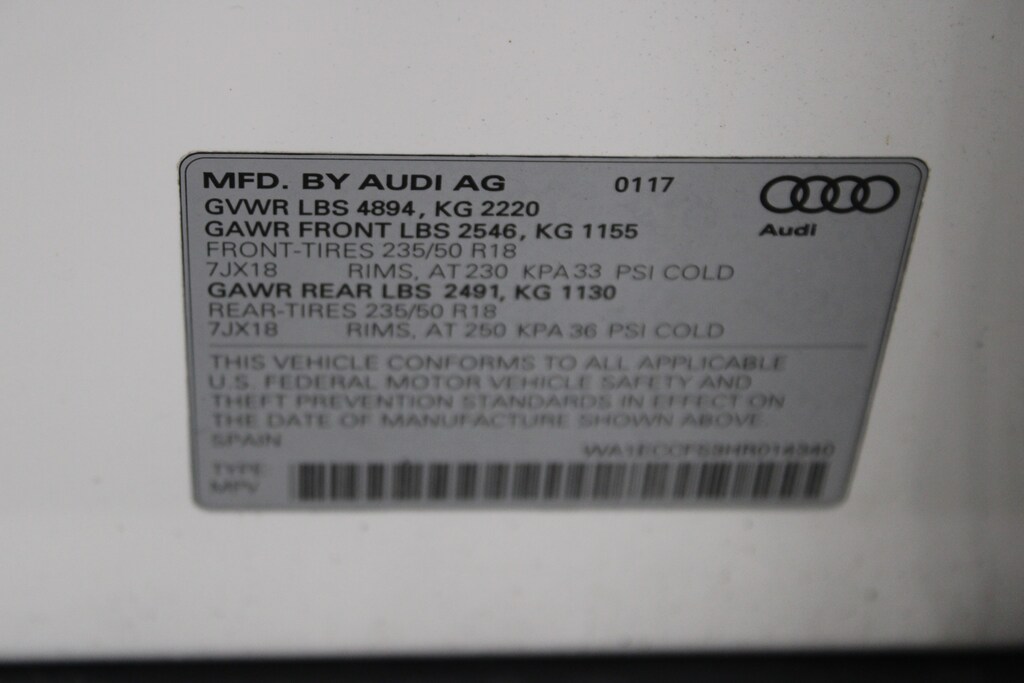 MFD. BY AUDI AG 0117
Audi
GVWR LBS 4894, KG 2220
GAWR FRONT LBS 2546, KG 1155
FRONT-TIRES 235/50 R18
7JX18 RIMS, AT 230 KPA 33 PSI COLD
GAWR REAR LBS 2491, KG 1130
REAR-TIRES 235/50 R18
7JX18 RIMS, AT 250 KPA 36 PSI COLD
THIS VEHICLE CONFORMS TO ALL APPLICABLE
U.S. FEDERAL MOTOR VEHICLE SAFETY AND
THEFT PREVENTION STANDARDS IN EFFECT ON
THE DATE OF MANUFACTURE SHOWN ABOVE.
SPAIN
TYPE
MPV